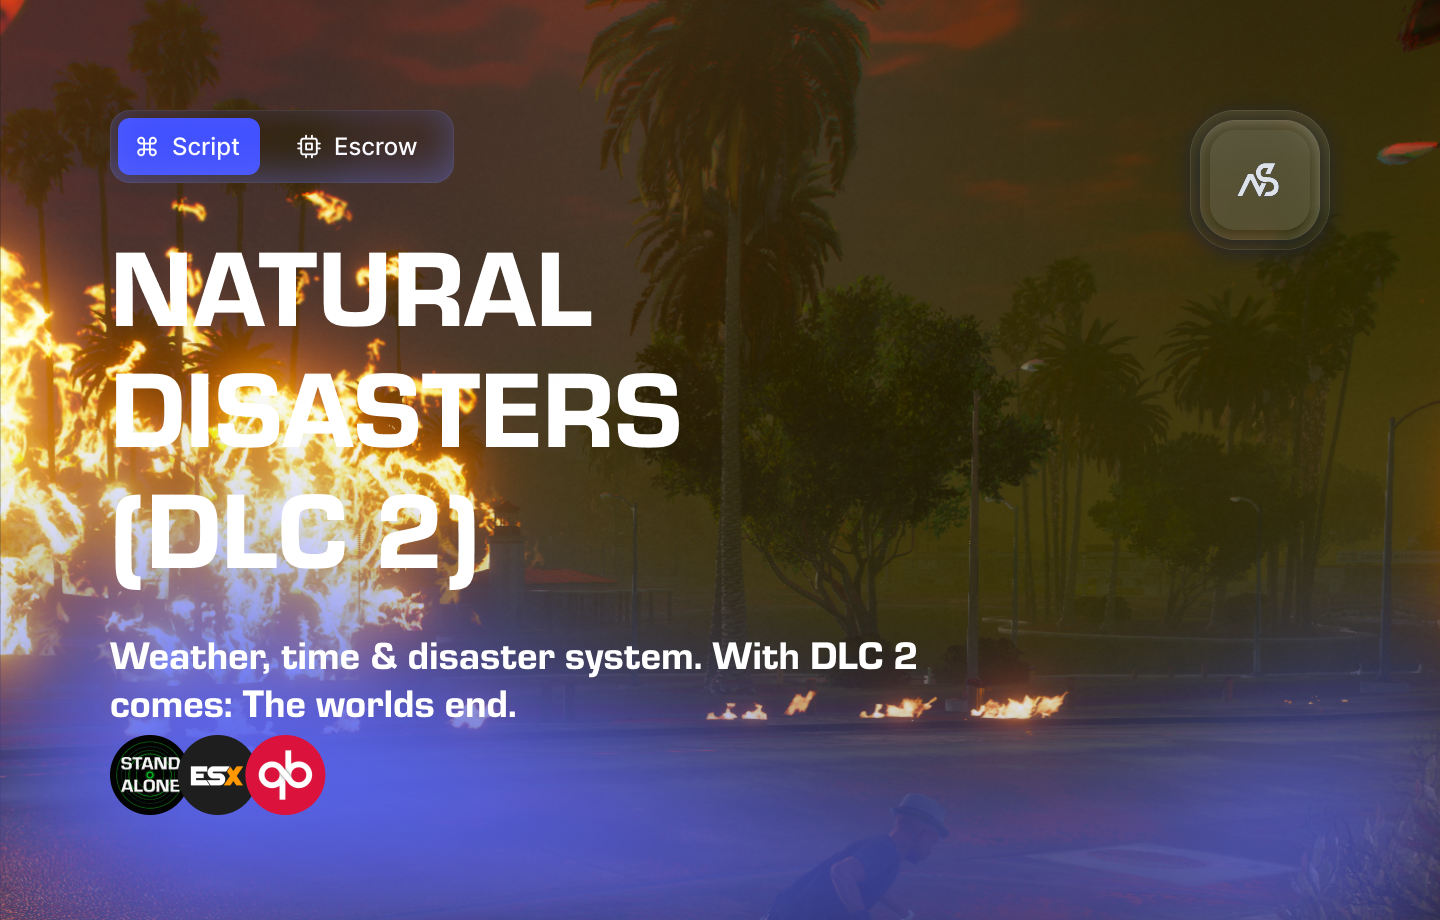 Script
Escrow
NATURAL
DISASTERS
(DLC 2)
Weather, time & disaster system. With DLC 2
comes: The worlds end.
STAND
ALONE
ESX
qb